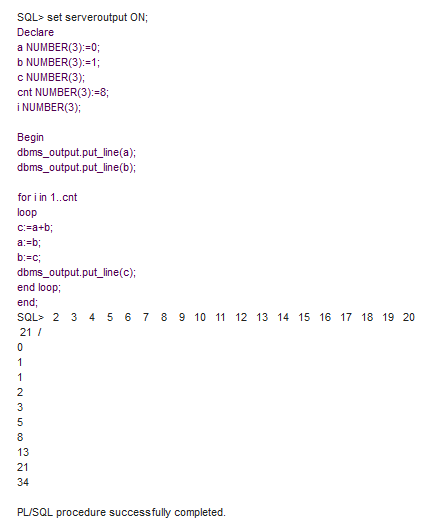 SQL> set serveroutput ON;
Declare
a NUMBER(3):=0;
b NUMBER(3):=1;
c NUMBER(3);
cnt NUMBER(3):=8;
i NUMBER(3);
Begin
dbms_output.put_line(a);
dbms_output.put_line(b);
for i in 1..cnt
loop
c:=a+b;
a:=b;
b:=c;
dbms_output.put_line(c);
end loop;
end;
SQL> 2 3 4 5 6 7 8 9 10 11 12 13 14 15 16 17 18 19 20
21 /
0
1
1
2
3
5
8
13
21
34
PL/SQL procedure successfully completed.